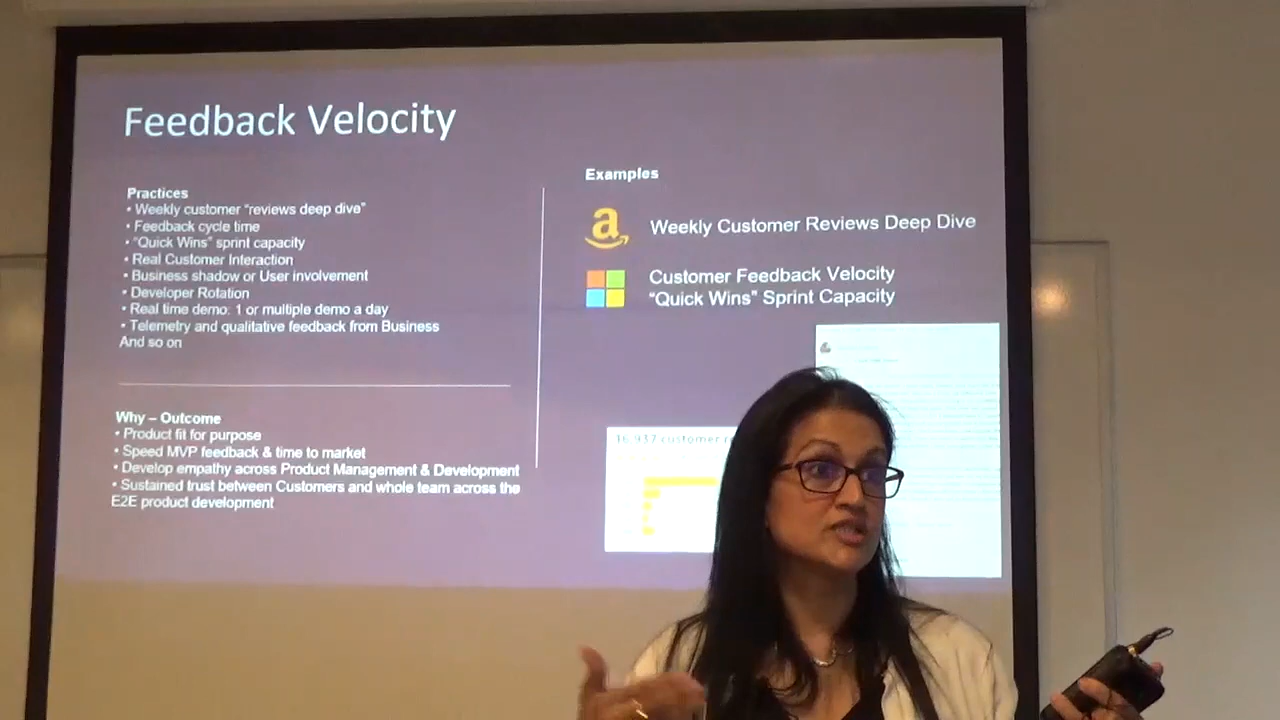 Feedback Velocity
Practices
• Weekly customer “reviews deep dive”
• Feedback cycle time
• “Quick Wins” sprint capacity
• Real Customer Interaction
• Business shadow or User involvement
• Developer Rotation
• Real time demo: 1 or multiple demo a day
• Telemetry and qualitative feedback from Business
And so on
Why – Outcome
• Product fit for purpose
• Speed MVP feedback & time to market
• Develop empathy across Product Management & Development
• Sustained trust between Customers and whole team across the
E2E product development
Examples
a
Weekly Customer Reviews Deep Dive
Customer Feedback Velocity
“Quick Wins” Sprint Capacity
customer